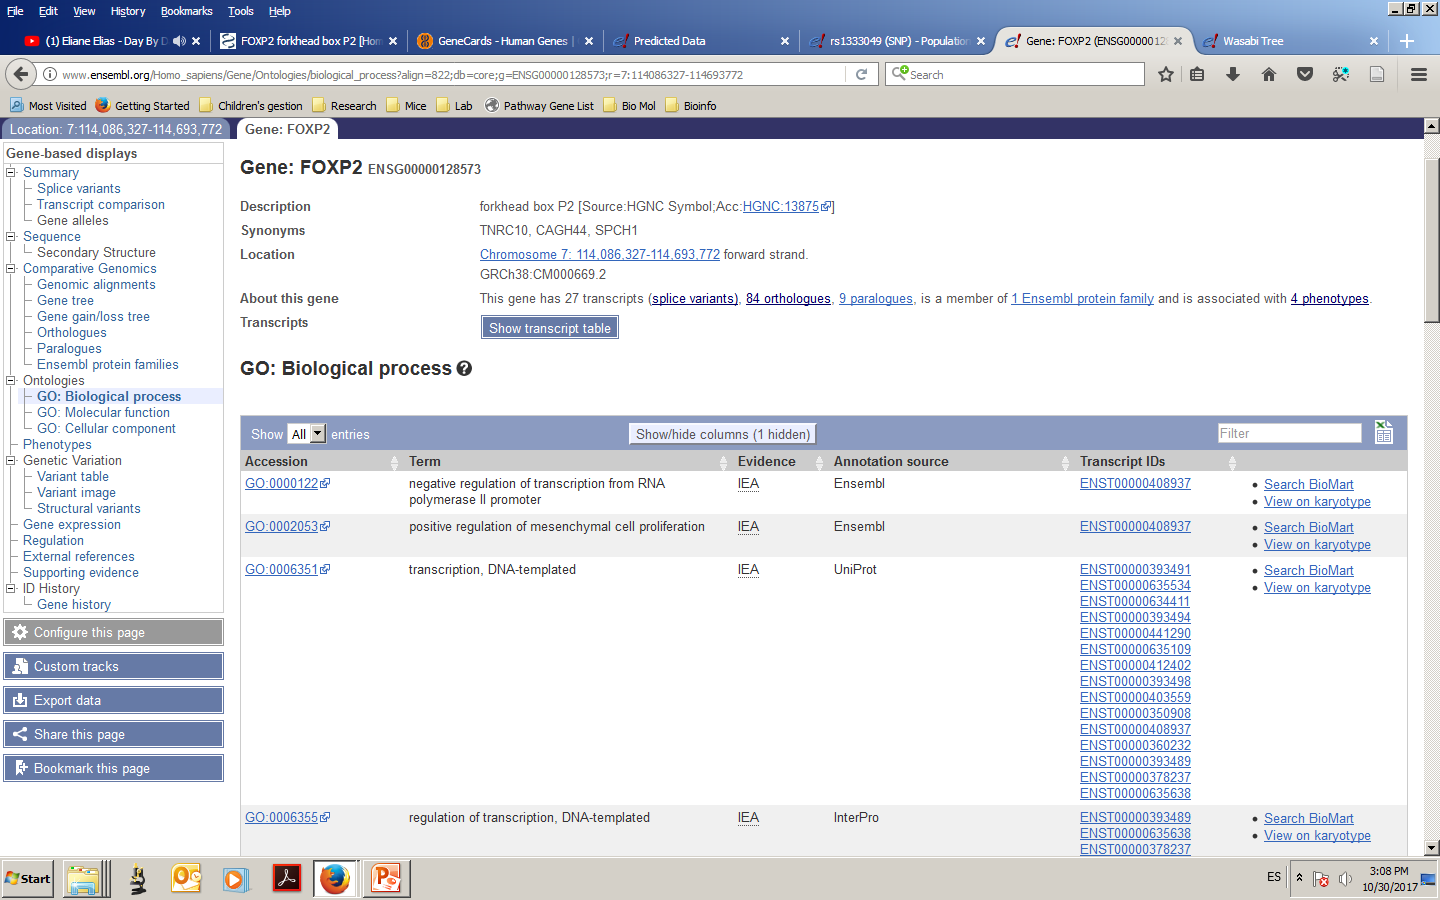 File Edit View History Bookmarks Tools Help
(1) Eliane Elias - Day By D
FOXP2 forkhead box P2 [Hom
GeneCards - Human Genes |
Predicted Data
rs1333049 (SNP) - Population
Gene: FOXP2 (ENSG0000012
Wasabi Tree
www.ensembl.org/Homo_sapiens/Gene/Ontologies/biological_process?align=822;db=core;g=ENSG00000128573;r=7:114086327-114693772
Search
Most Visited Getting Started Children's gestion Research Mice Lab Pathway Gene List Bio Mol Bioinfo
Location: 7:114,086,327-114,693,772 Gene: FOXP2
Gene-based displays
Summary
Splice variants
Transcript comparison
Gene alleles
Sequence
Secondary Structure
Comparative Genomics
Genomic alignments
Gene tree
Gene gain/loss tree
Orthologues
Paralogues
Ensembl protein families
Ontologies
GO: Biological process
GO: Molecular function
GO: Cellular component
Phenotypes
Genetic Variation
Variant table
Variant image
Structural variants
Gene expression
Regulation
External references
Supporting evidence
ID History
Gene history
Configure this page
Custom tracks
Export data
Share this page
Bookmark this page
Gene: FOXP2 ENSG00000128573
Description forkhead box P2 [Source:HGNC Symbol;Acc:HGNC:13875]
Synonyms TNRC10, CAGH44, SPCH1
Location Chromosome 7: 114,086,327-114,693,772 forward strand.
GRCh38:CM000669.2
About this gene This gene has 27 transcripts (splice variants), 84 orthologues, 9 paralogues, is a member of 1 Ensembl protein family and is associated with 4 phenotypes.
Transcripts Show transcript table
GO: Biological process ?
Show All entries Show/hide columns (1 hidden) Filter
Accession Term Evidence Annotation source Transcript IDs
GO:0000122 negative regulation of transcription from RNA IEA Ensembl ENST00000408937 Search BioMart
polymerase II promoter View on karyotype
GO:0002053 positive regulation of mesenchymal cell proliferation IEA Ensembl ENST00000408937 Search BioMart
View on karyotype
GO:0006351 transcription, DNA-templated IEA UniProt ENST00000393491 Search BioMart
ENST00000635534 View on karyotype
ENST00000634411
ENST00000393494
ENST00000441290
ENST00000635109
ENST00000412402
ENST00000393498
ENST00000403559
ENST00000350908
ENST00000408937
ENST00000360232
ENST00000393489
ENST00000378237
ENST00000635638
GO:0006355 regulation of transcription, DNA-templated IEA InterPro ENST00000393489 Search BioMart
ENST00000635638 View on karyotype
ENST00000378237
Start ES 3:08 PM
10/30/2017